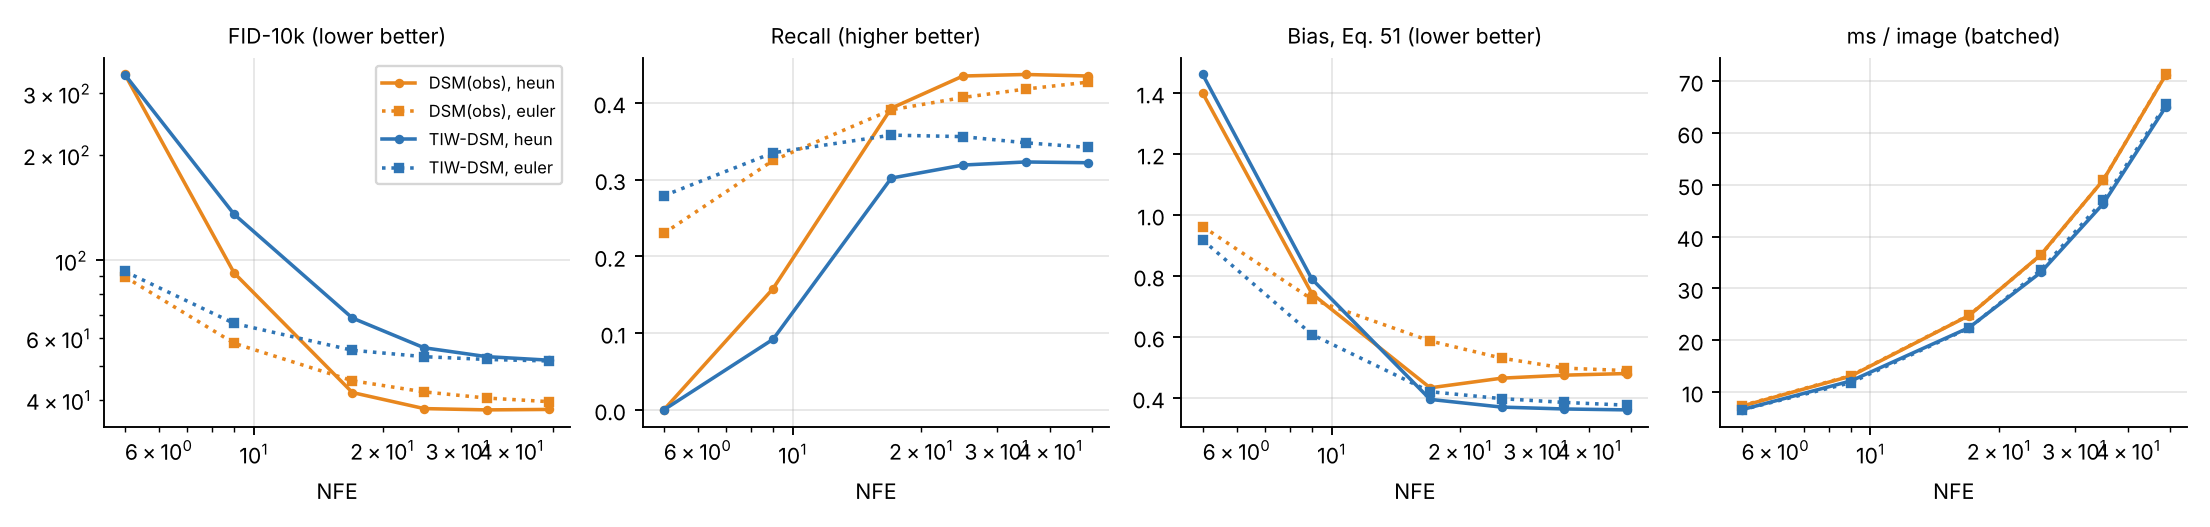 FID-10k (lower better)
3 × 10²
2 × 10²
10²
6 × 10¹
4 × 10¹
DSM(obs), heun
DSM(obs), euler
TIW-DSM, heun
TIW-DSM, euler
6 × 10⁰
10¹
2 × 10¹
3 × 10¹
4 × 10¹
NFE
Recall (higher better)
0.4
0.3
0.2
0.1
0.0
6 × 10⁰
10¹
2 × 10¹
3 × 10¹
4 × 10¹
NFE
Bias, Eq. 51 (lower better)
1.4
1.2
1.0
0.8
0.6
0.4
6 × 10⁰
10¹
2 × 10¹
3 × 10¹
4 × 10¹
NFE
ms / image (batched)
70
60
50
40
30
20
10
6 × 10⁰
10¹
2 × 10¹
3 × 10¹
4 × 10¹
NFE